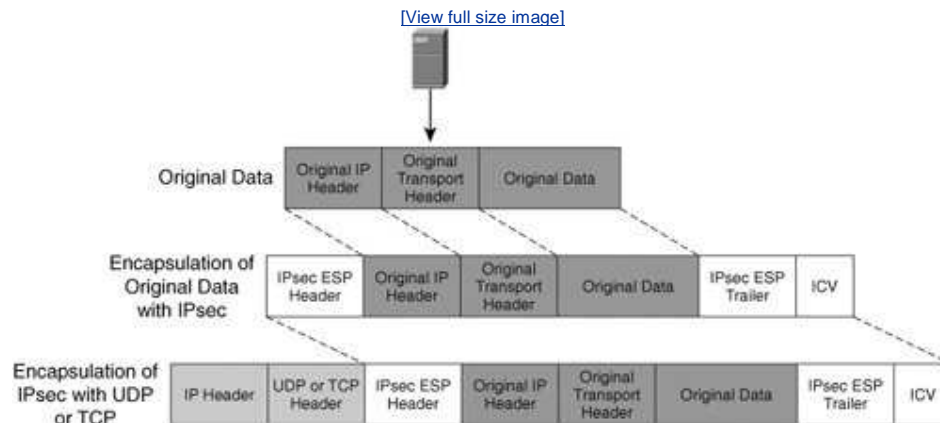 [View full size image]
Original Data
Original IP
Header
Original
Transport
Header
Original Data
Encapsulation of
Original Data
with IPsec
IPsec ESP
Header
Original IP
Header
Original
Transport
Header
Original Data
IPsec ESP
Trailer
ICV
Encapsulation of
IPsec with UDP
or TCP
IP Header
UDP or TCP
Header
IPsec ESP
Header
Original IP
Header
Original
Transport
Header
Original Data
IPsec ESP
Trailer
ICV